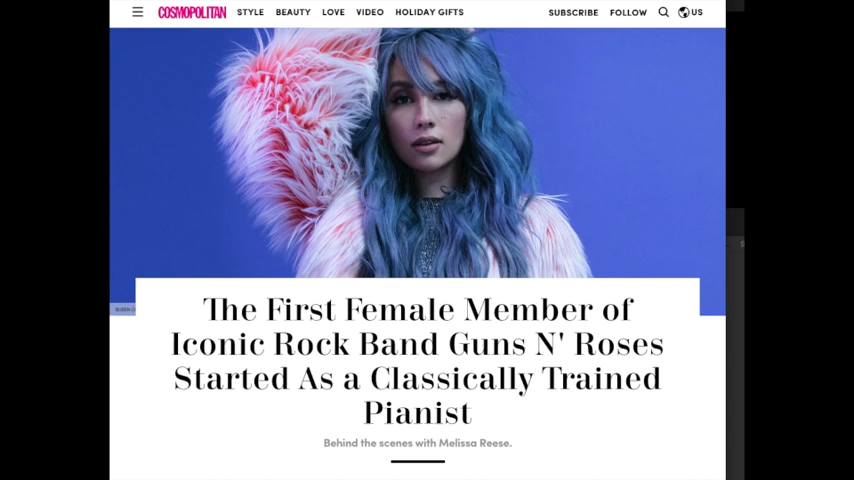 COSMOPOLITAN STYLE BEAUTY LOVE VIDEO HOLIDAY GIFTS SUBSCRIBE FOLLOW US
The First Female Member of
Iconic Rock Band Guns N' Roses
Started As a Classically Trained
Pianist
Behind the scenes with Melissa Reese.